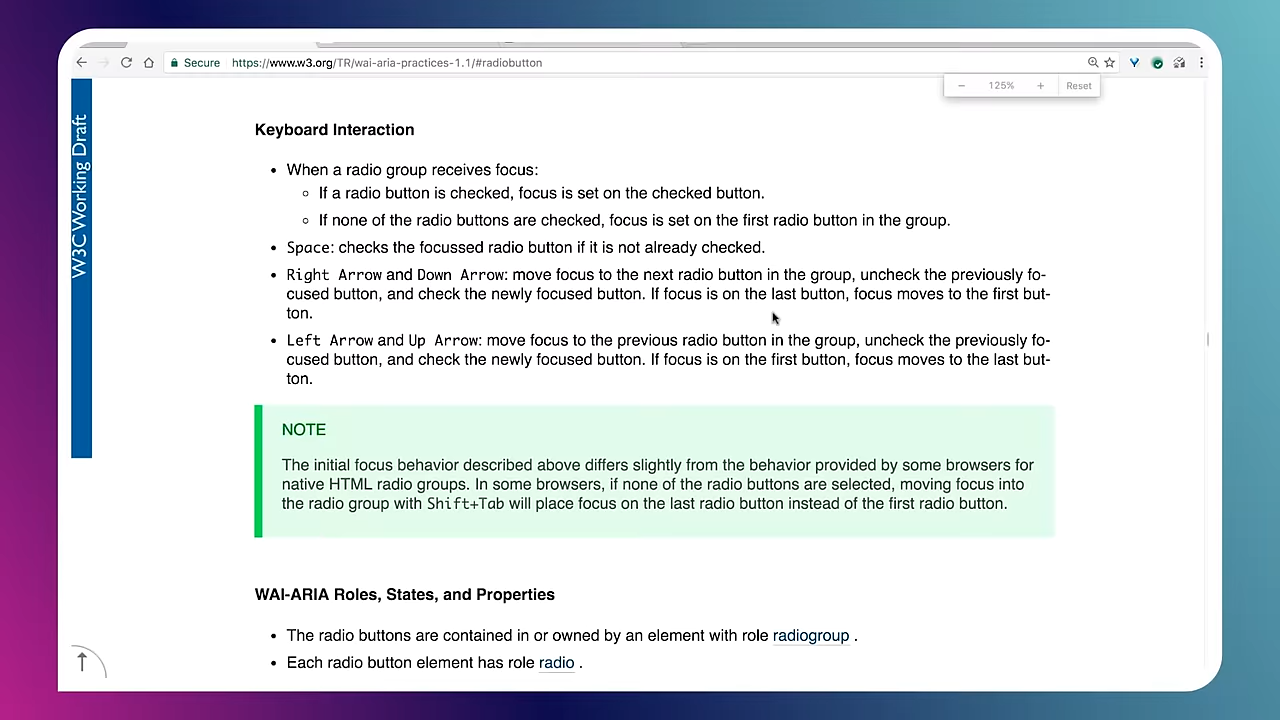 Secure https://www.w3.org/TR/wai-aria-practices-1.1/#radiobutton
− 125% + Reset
W3C Working Draft
Keyboard Interaction
• When a radio group receives focus:
◦ If a radio button is checked, focus is set on the checked button.
◦ If none of the radio buttons are checked, focus is set on the first radio button in the group.
• Space: checks the focussed radio button if it is not already checked.
• Right Arrow and Down Arrow: move focus to the next radio button in the group, uncheck the previously fo-
cused button, and check the newly focused button. If focus is on the last button, focus moves to the first but-
ton.
• Left Arrow and Up Arrow: move focus to the previous radio button in the group, uncheck the previously fo-
cused button, and check the newly focused button. If focus is on the first button, focus moves to the last but-
ton.
NOTE
The initial focus behavior described above differs slightly from the behavior provided by some browsers for
native HTML radio groups. In some browsers, if none of the radio buttons are selected, moving focus into
the radio group with Shift+Tab will place focus on the last radio button instead of the first radio button.
WAI-ARIA Roles, States, and Properties
• The radio buttons are contained in or owned by an element with role radiogroup .
• Each radio button element has role radio .